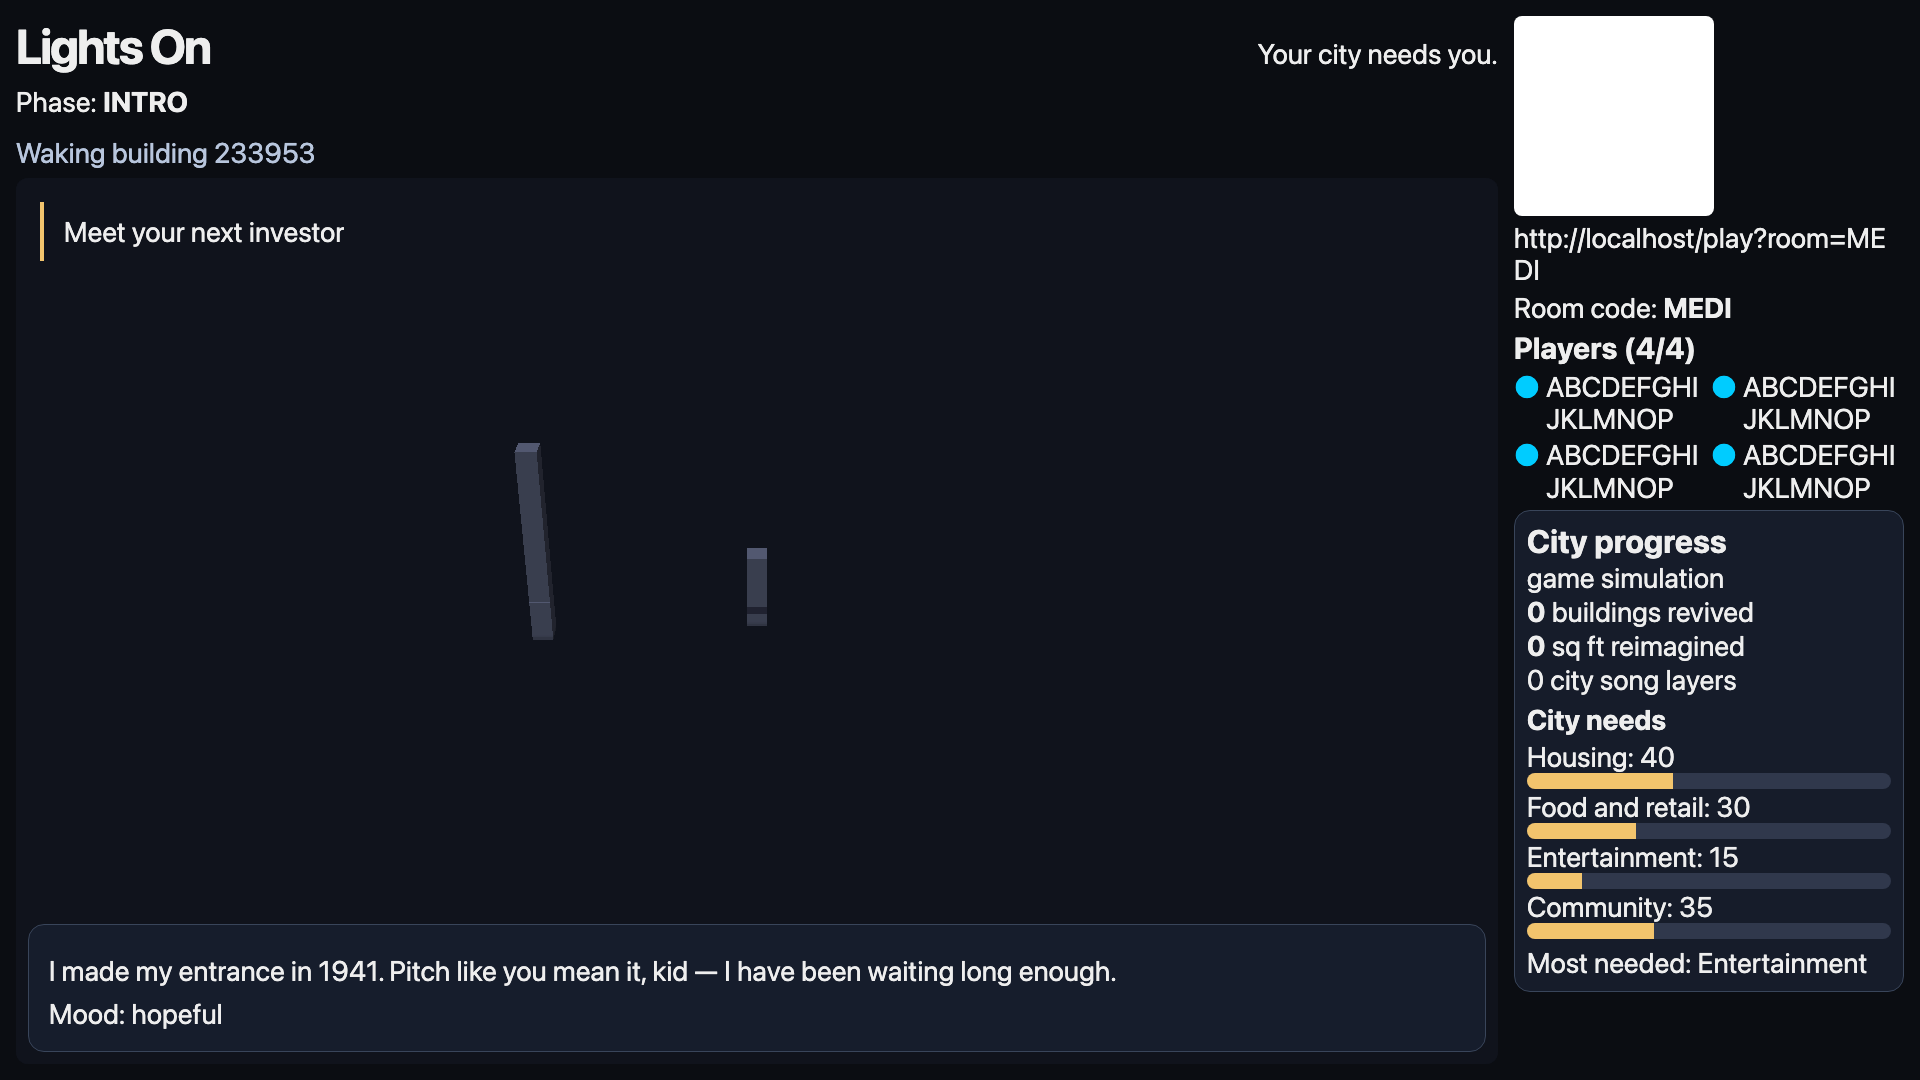 Lights On
Phase: INTRO
Waking building 233953
Your city needs you.
Meet your next investor
I made my entrance in 1941. Pitch like you mean it, kid — I have been waiting long enough.
Mood: hopeful
http://localhost/play?room=ME
DI
Room code: MEDI
Players (4/4)
ABCDEFGHI
JKLMNOP
ABCDEFGHI
JKLMNOP
ABCDEFGHI
JKLMNOP
ABCDEFGHI
JKLMNOP
City progress
game simulation
0 buildings revived
0 sq ft reimagined
0 city song layers
City needs
Housing: 40
Food and retail: 30
Entertainment: 15
Community: 35
Most needed: Entertainment